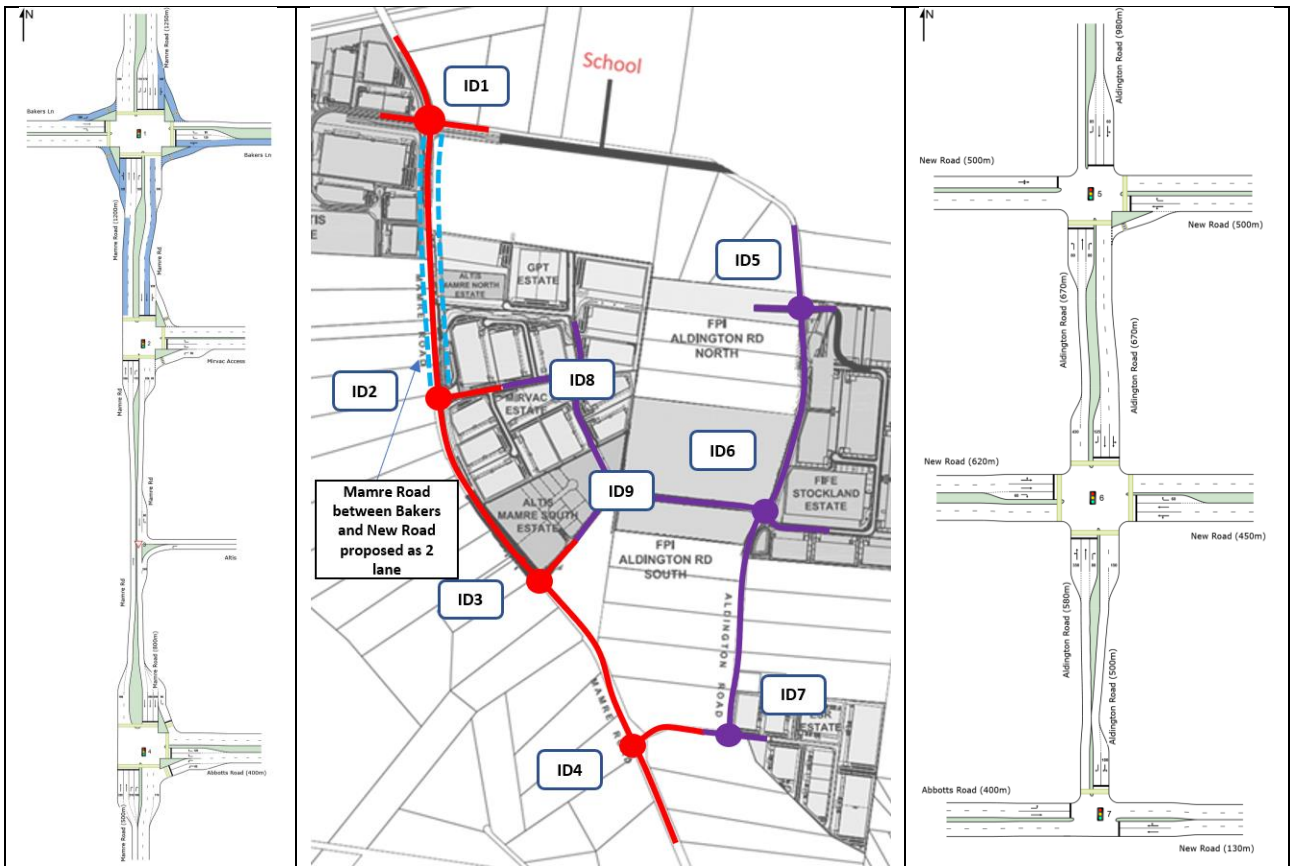 N
Mamre Road (1250m)
Bakers Ln
1
Bakers Ln
Mamre Road (1200m)
Mamre Rd
2
Mirvac Access
Mamre Rd
Mamre Rd
Mamre Rd
Altis
Mamre Road (800m)
4
Abbotts Road (400m)
Mamre Road (500m)
School
ID1
ID5
GPT
ESTATE
ALTIS
MAMRE NORTH
ESTATE
MAMRE ROAD
FPI
ALDINGTON RD
NORTH
ID2
ID8
MIRVAC
ESTATE
ID6
ID9
Mamre Road
between Bakers
and New Road
proposed as 2
lane
ALTIS
MAMRE SOUTH
ESTATE
FIFE
STOCKLAND
ESTATE
FPI
ALDINGTON RD
SOUTH
ID3
ALDINGTON ROAD
ID7
ESR
ESTATE
MAMRE ROAD
ID4
N
Aldington Road (980m)
New Road (500m)
5
New Road (500m)
Aldington Road (670m)
Aldington Road (670m)
New Road (620m)
6
New Road (450m)
Aldington Road (580m)
Aldington Road (500m)
Abbotts Road (400m)
7
New Road (130m)